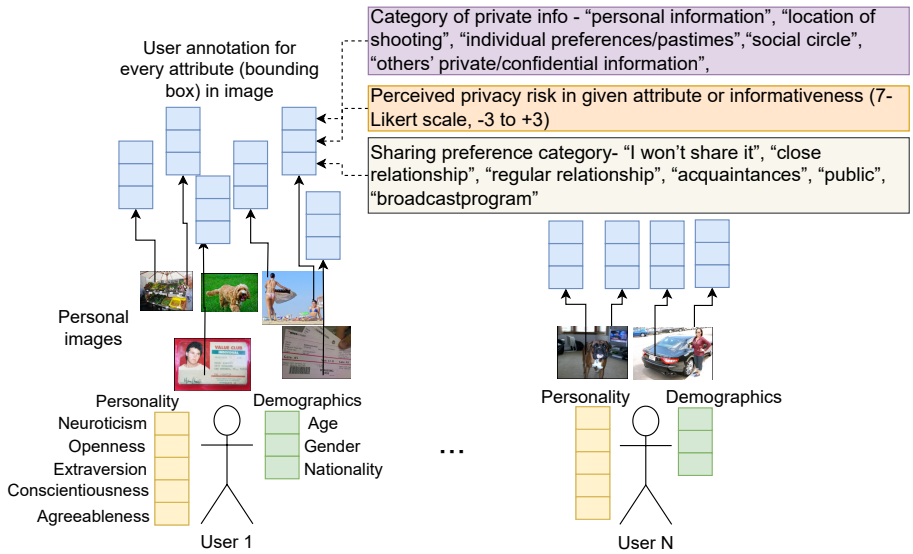 Category of private info - “personal information”, “location of
shooting”, “individual preferences/pastimes”,“social circle”,
“others’ private/confidential information”,
User annotation for
every attribute (bounding
box) in image
Perceived privacy risk in given attribute or informativeness (7-
Likert scale, -3 to +3)
Sharing preference category- “I won’t share it”, “close
relationship”, “regular relationship”, “acquaintances”, “public”,
“broadcastprogram”
Personal
images
VALUE CLUB
Personality
Neuroticism
Openness
Extraversion
Conscientiousness
Agreeableness
Demographics
Age
Gender
Nationality
User 1
...
Personality
Demographics
User N